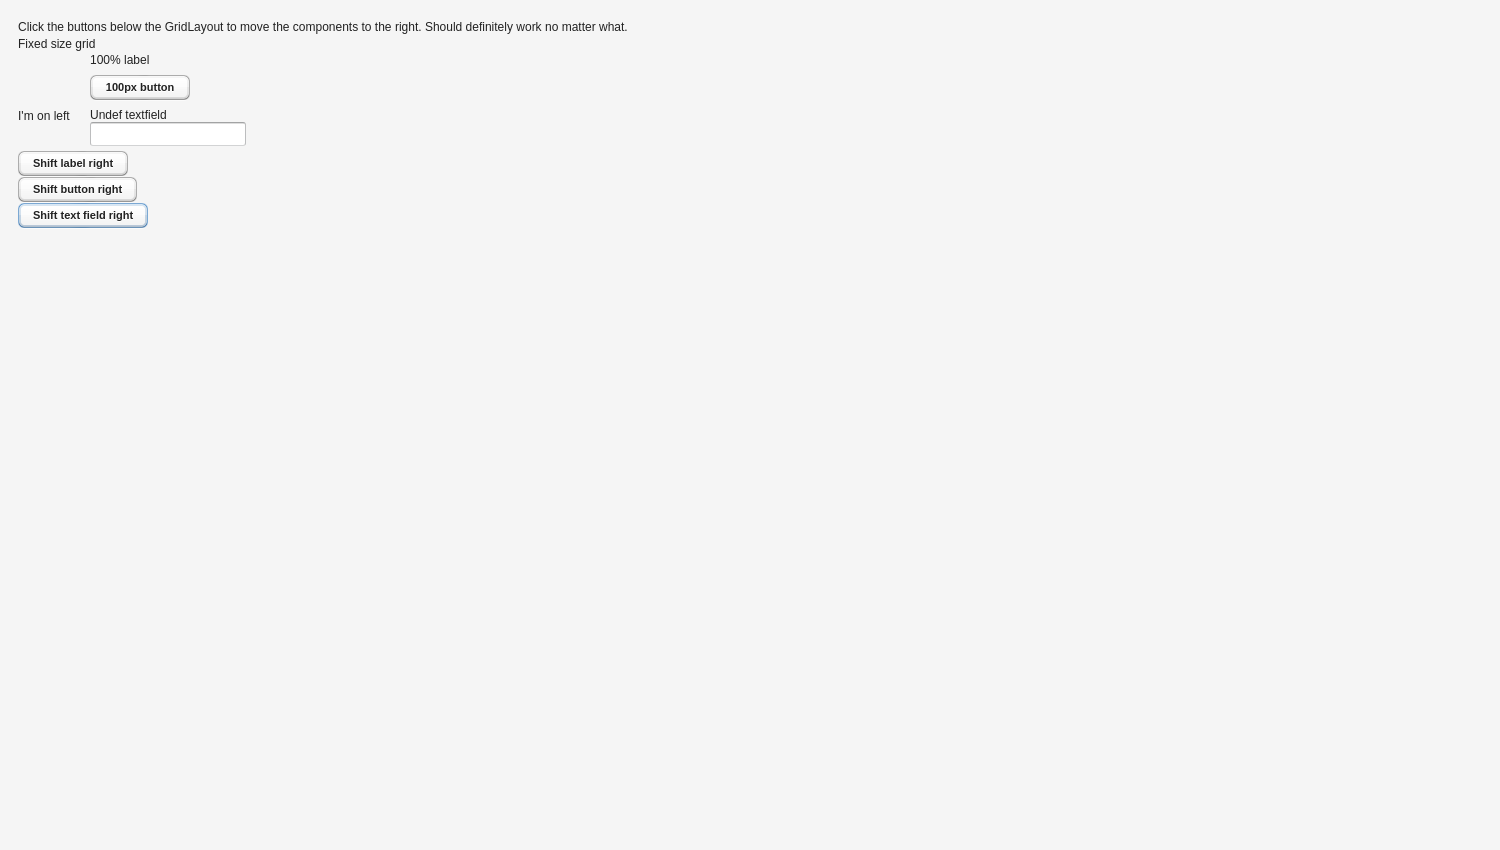 Click the buttons below the GridLayout to move the components to the right. Should definitely work no matter what.
Fixed size grid
100% label
100px button
I'm on left
Undef textfield
Shift label right
Shift button right
Shift text field right